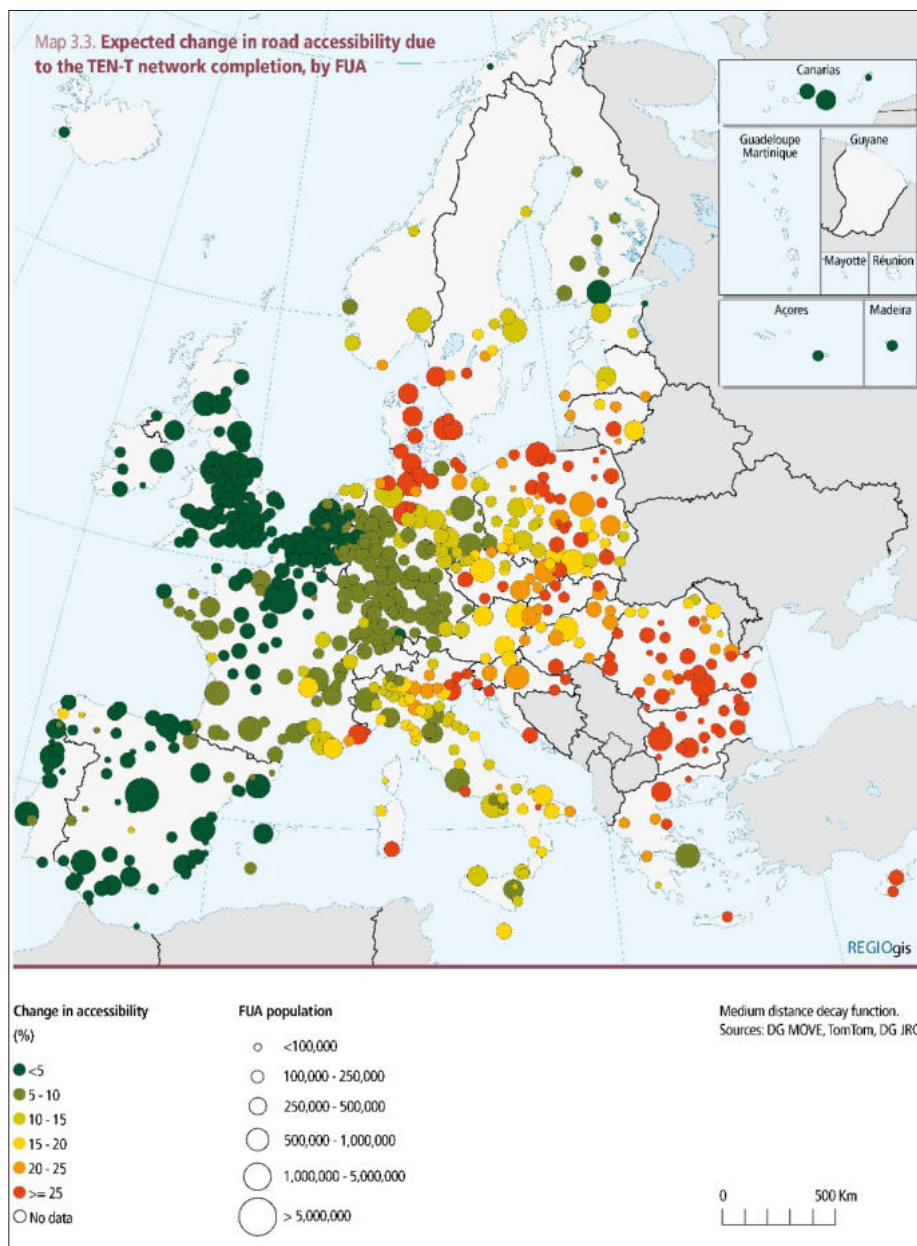 Map 3.3. Expected change in road accessibility due
to the TEN-T network completion, by FUA
Canarias
Guadeloupe
Martinique
Guyane
Mayotte
Réunion
Açores
Madeira
REGIOgis
Change in accessibility
(%)
<5
5 - 10
10 - 15
15 - 20
20 - 25
>= 25
No data
FUA population
<100,000
100,000 - 250,000
250,000 - 500,000
500,000 - 1,000,000
1,000,000 - 5,000,000
> 5,000,000
Medium distance decay function.
Sources: DG MOVE, TomTom, DG JRC
0 500 Km